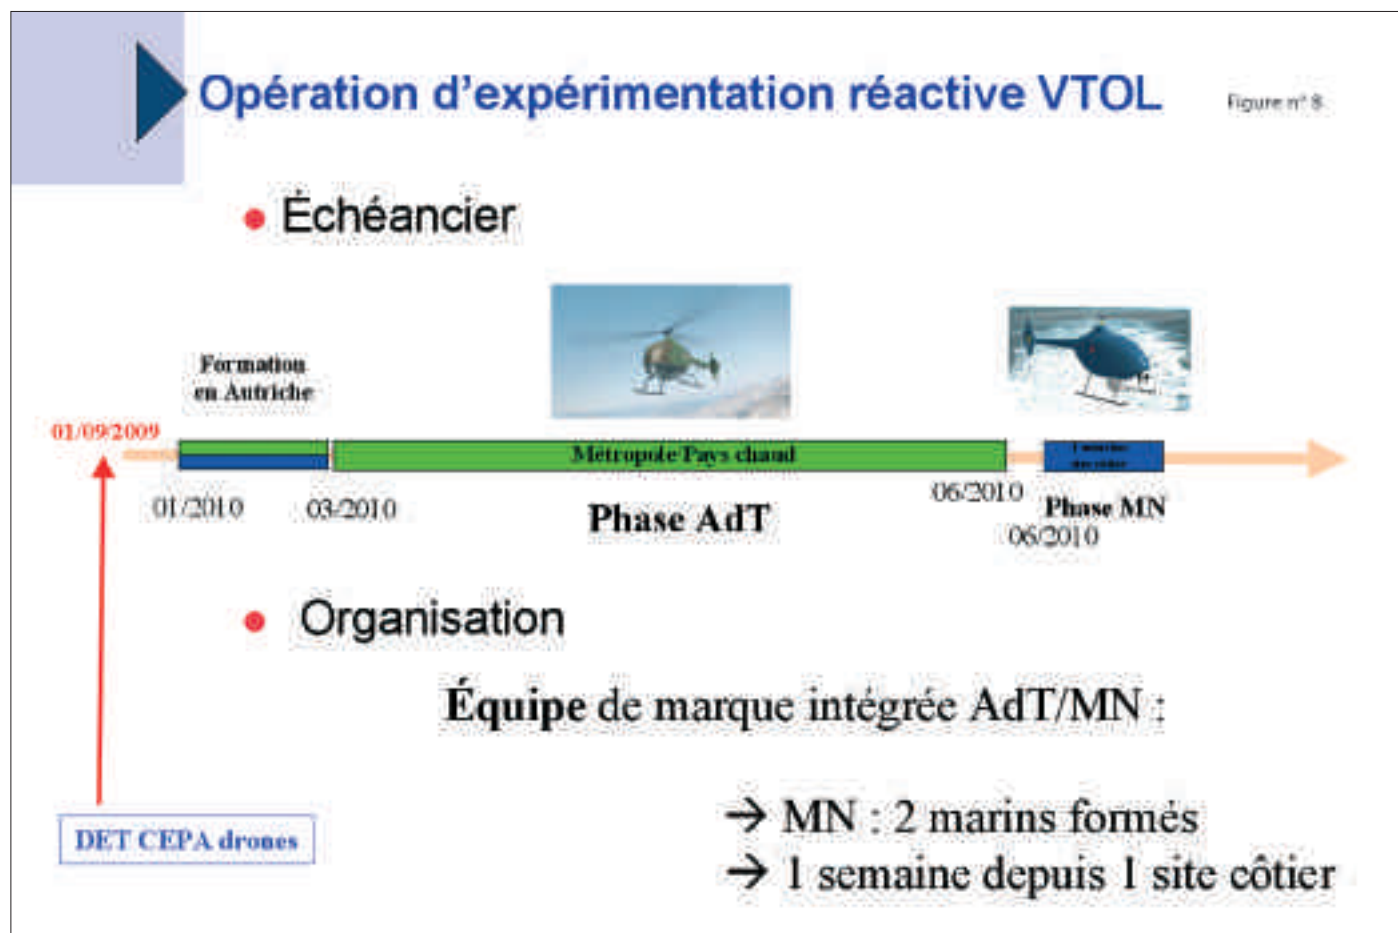 Opération d'expérimentation réactive VTOL
Figure n° 8
Échéancier
Formation
en Autriche
01/09/2009
Métropole/Pays chaud
01/2010
03/2010
Phase AdT
06/2010
Phase MN
06/2010
Organisation
Équipe de marque intégrée AdT/MN :
→ MN : 2 marins formés
→ 1 semaine depuis 1 site côtier
DET CEPA drones